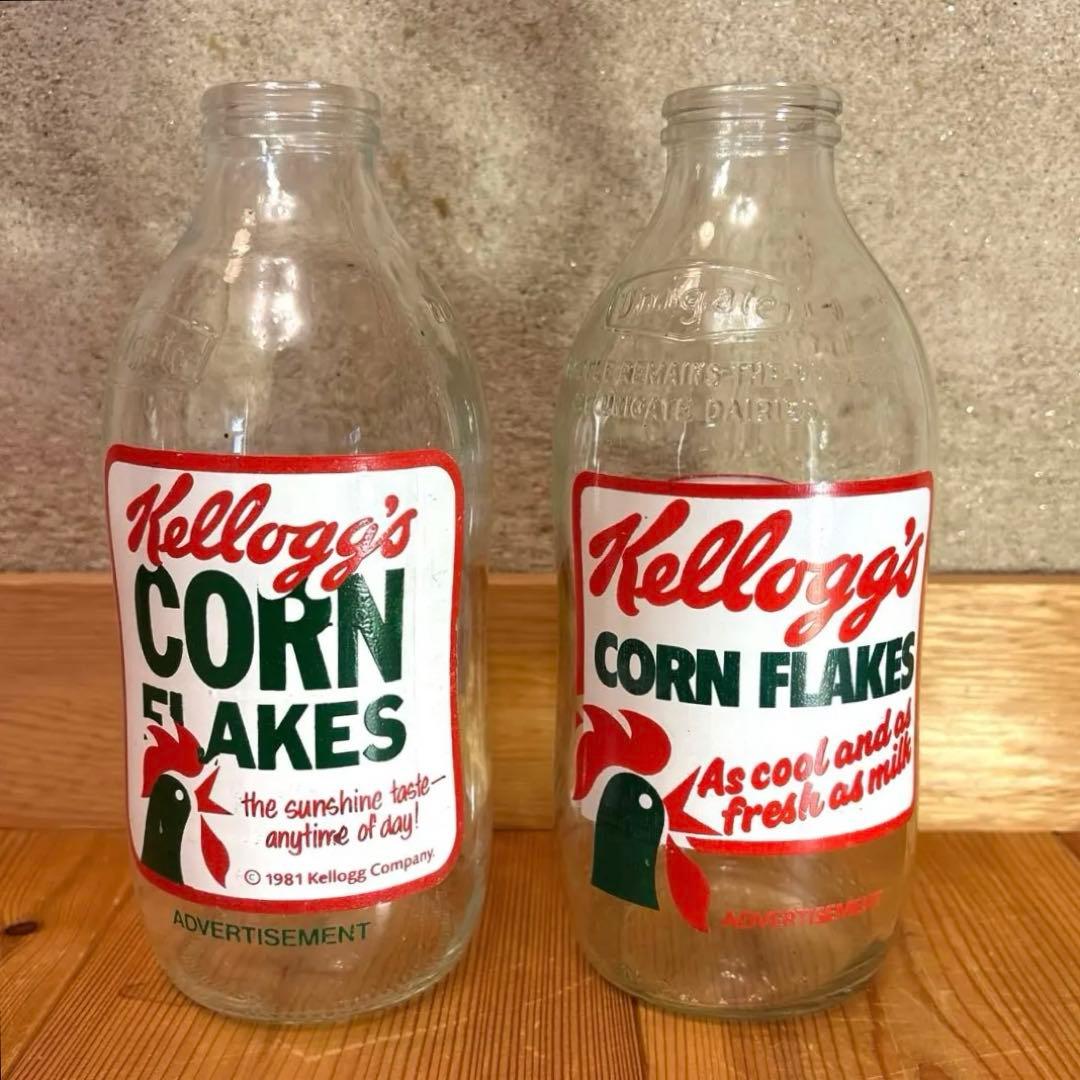 Kellogg's
CORN
FLAKES
the sunshine taste–
anytime of day!
© 1981 Kellogg Company.
ADVERTISEMENT
Unigate
REMAINS THE
UNIGATE DAIRIES
Kellogg's
CORN FLAKES
As cool and as
fresh as milk
ADVERTISEMENT